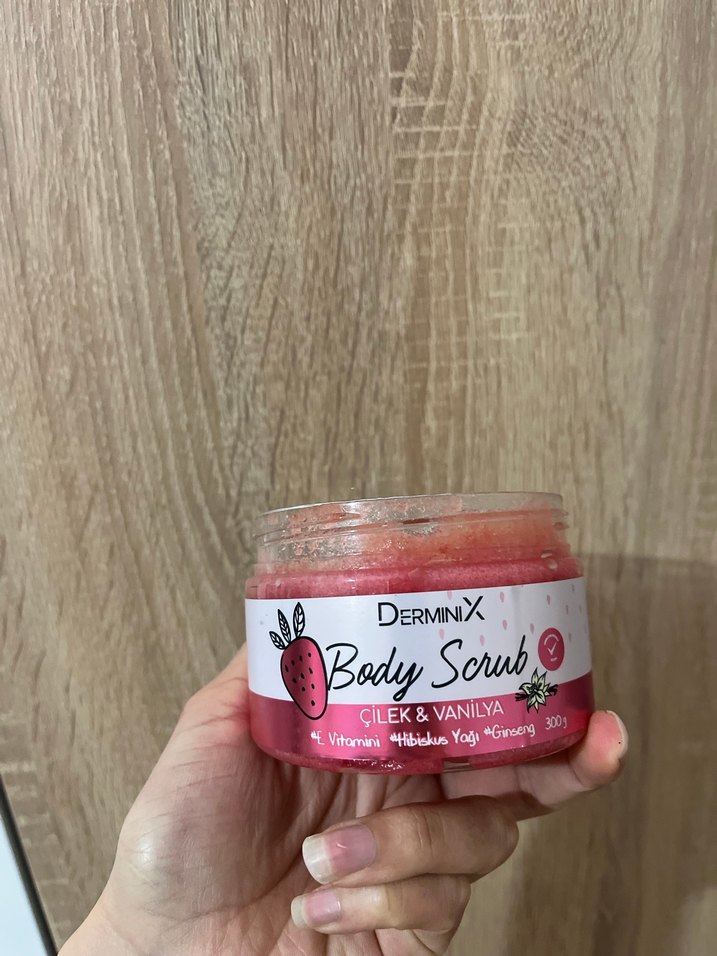 DERMINIX
Body Scrub
ÇİLEK & VANİLYA
#E Vitamini #Hibiskus Yağı #Ginseng 300g